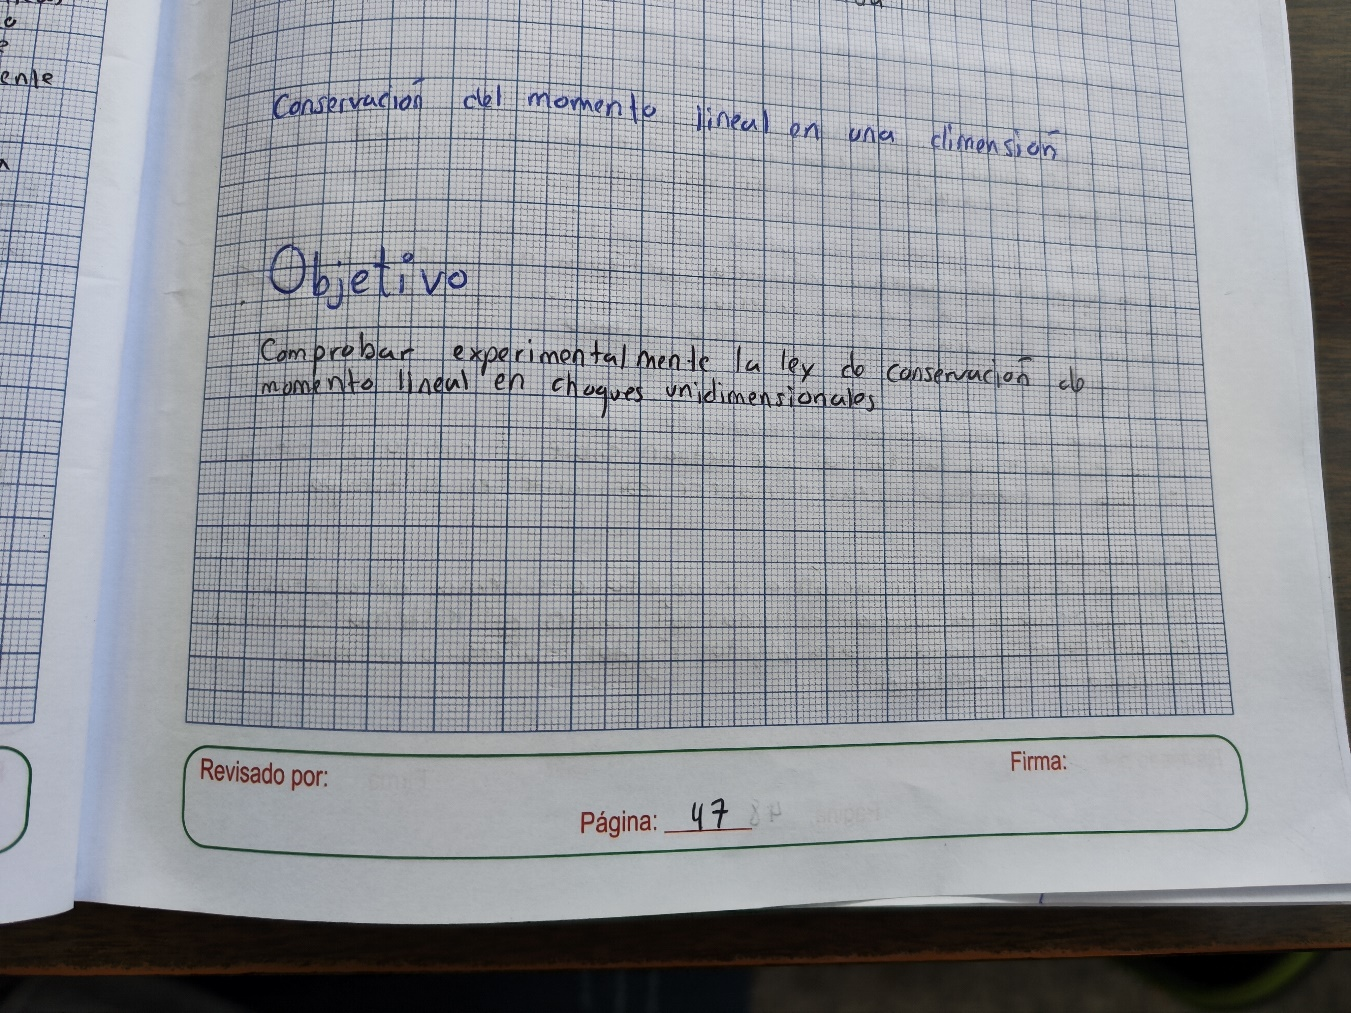 ente
Conservación del momento lineal en una dimensión
Objetivo
Comprobar experimentalmente la ley de conservación de
momento lineal en choques unidimensionales
Revisado por:
Firma:
Página: 47